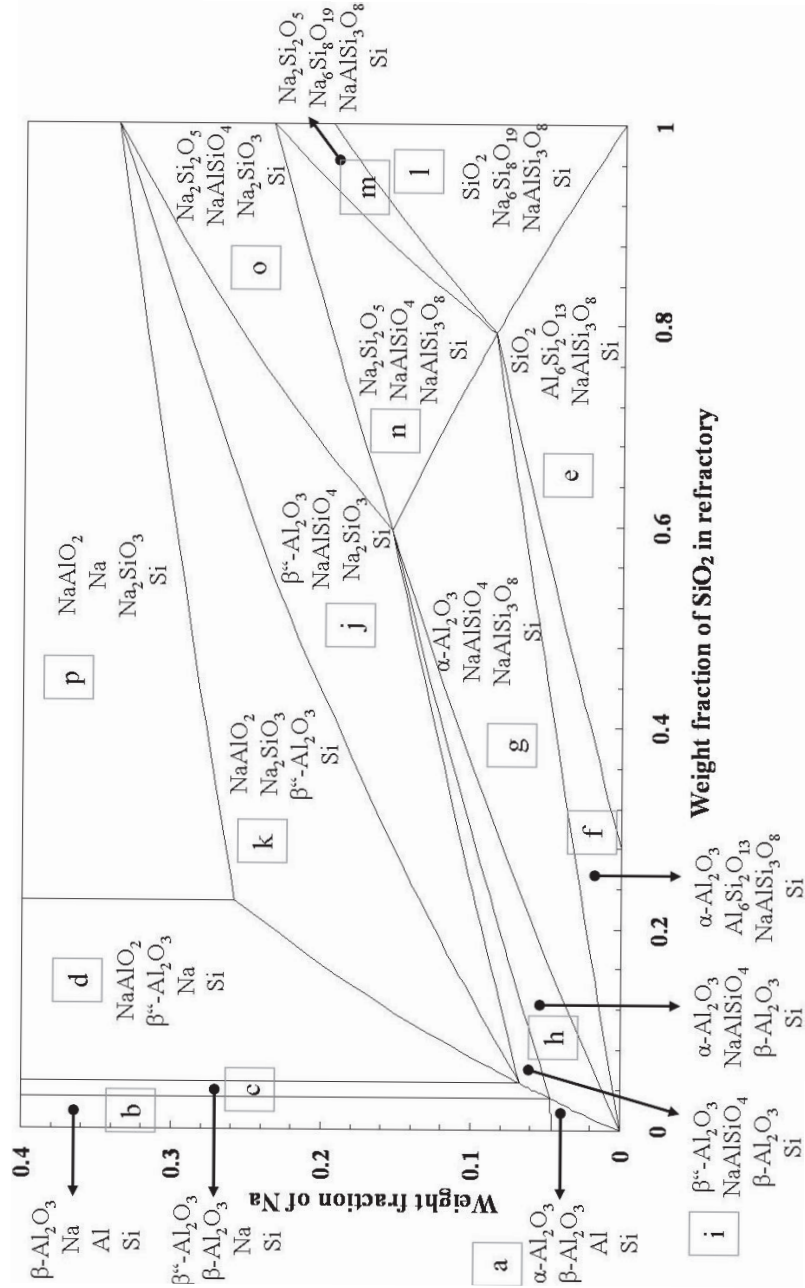 p
NaAlO₂
Na
Na₂SiO₃
Si
Na₂Si₂O₅
Na₆Si₈O₁₉
NaAlSi₃O₈
Si
d
NaAlO₂
β“-Al₂O₃
Na
Si
o
Na₂Si₂O₅
NaAlSiO₄
Na₂SiO₃
Si
k
NaAlO₂
Na₂SiO₃
β“-Al₂O₃
Si
m
l
SiO₂
Na₆Si₈O₁₉
NaAlSi₃O₈
Si
j
β“-Al₂O₃
NaAlSiO₄
Na₂SiO₃
Si
n
Na₂Si₂O₅
NaAlSiO₄
NaAlSi₃O₈
Si
b
c
g
α-Al₂O₃
NaAlSiO₄
NaAlSi₃O₈
Si
e
SiO₂
Al₆Si₂O₁₃
NaAlSi₃O₈
Si
h
f
β-Al₂O₃
Na
Al
Si
β“-Al₂O₃
β-Al₂O₃
Na
Si
a
α-Al₂O₃
β-Al₂O₃
Al
Si
i
β“-Al₂O₃
NaAlSiO₄
β-Al₂O₃
Si
α-Al₂O₃
NaAlSiO₄
β-Al₂O₃
Si
α-Al₂O₃
Al₆Si₂O₁₃
NaAlSi₃O₈
Si
0.4
0.3
0.2
0.1
0
Weight fraction of Na
0
0.2
0.4
0.6
0.8
1
Weight fraction of SiO₂ in refractory